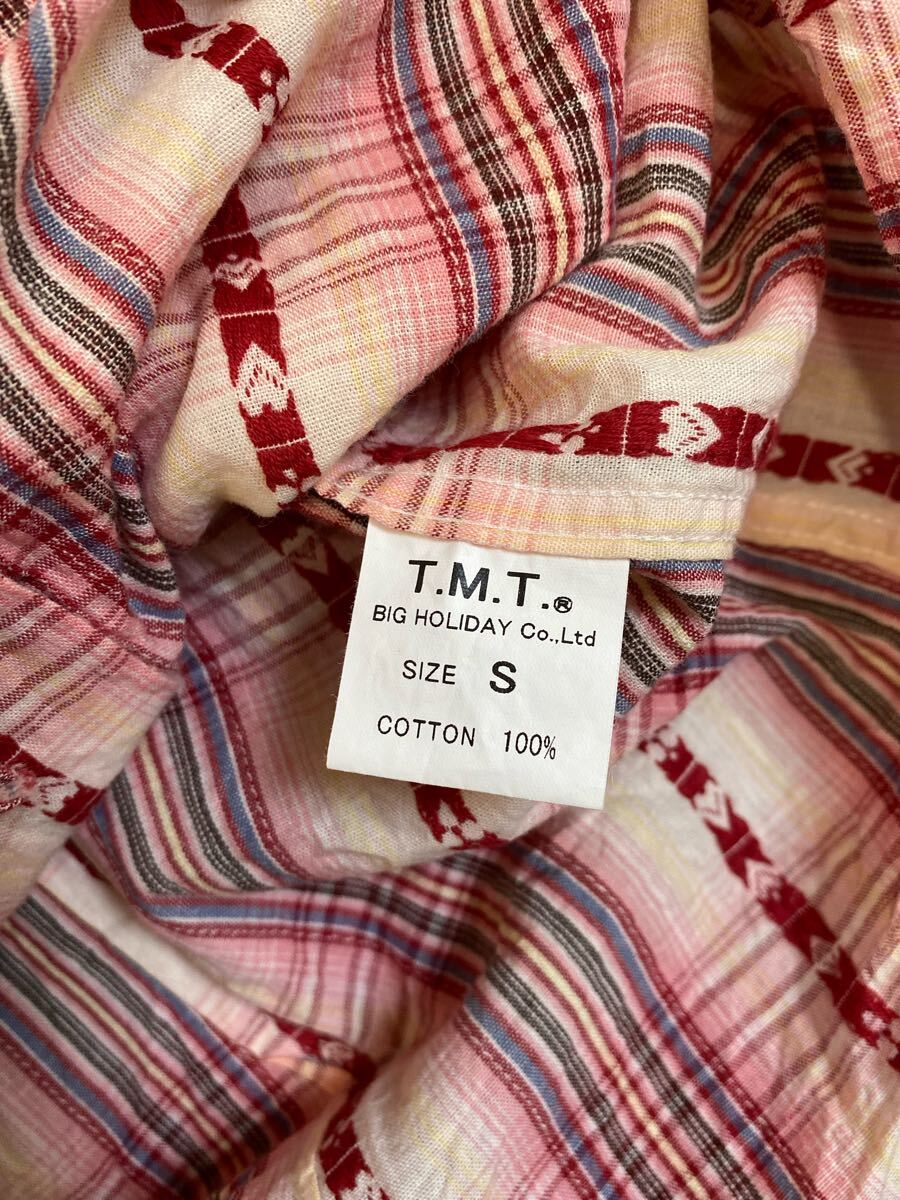 T.M.T.®
BIG HOLIDAY Co.,Ltd
SIZE S
COTTON 100%